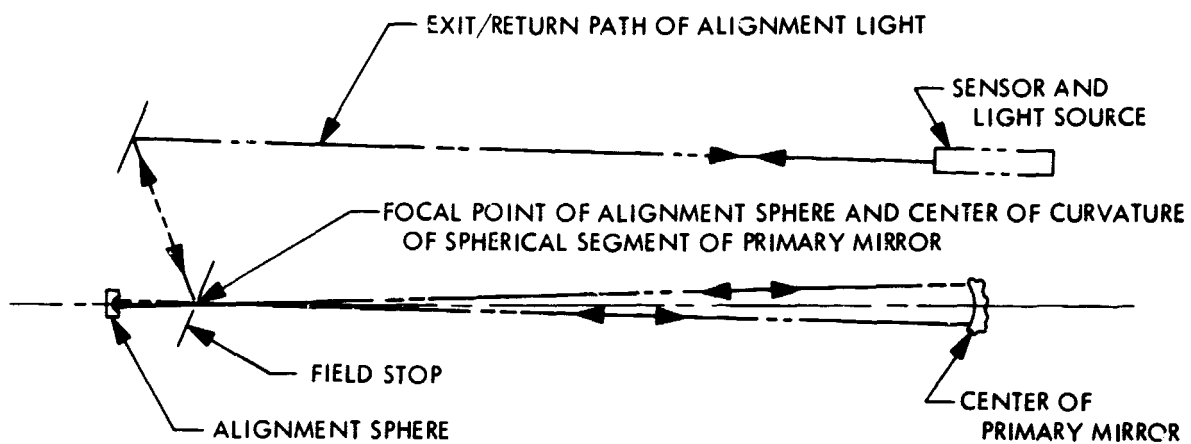 EXIT/RETURN PATH OF ALIGNMENT LIGHT
SENSOR AND
LIGHT SOURCE
FOCAL POINT OF ALIGNMENT SPHERE AND CENTER OF CURVATURE
OF SPHERICAL SEGMENT OF PRIMARY MIRROR
FIELD STOP
ALIGNMENT SPHERE
CENTER OF
PRIMARY MIRROR